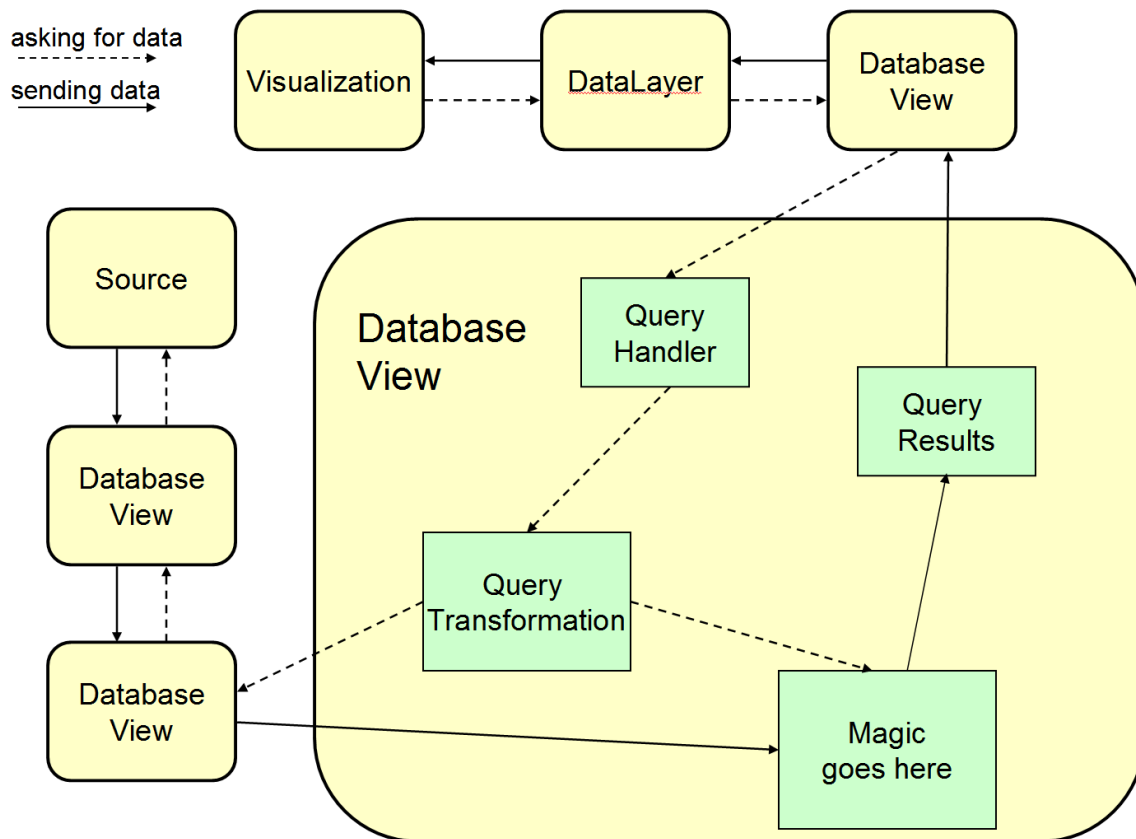 asking for data
sending data
Visualization
DataLayer
Database
View
Source
Database
View
Database
View
Database
View
Query
Handler
Query
Results
Query
Transformation
Magic
goes here